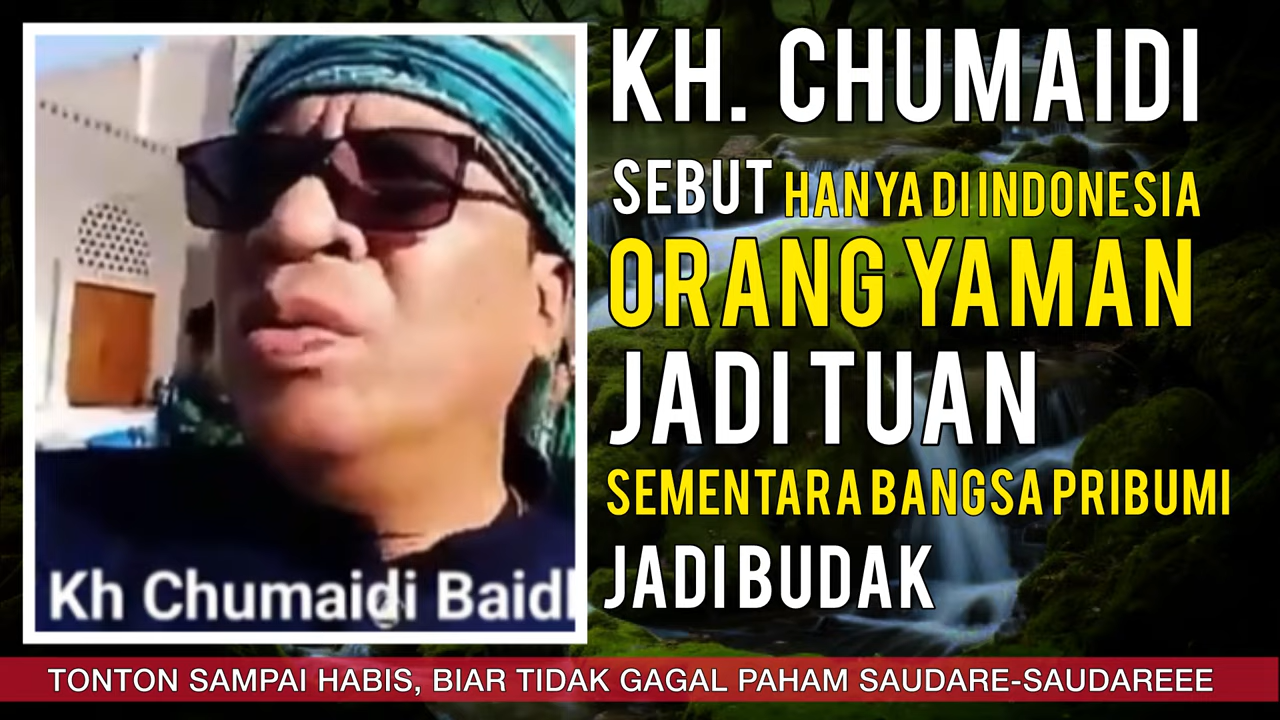 KH. CHUMAIDI
SEBUT HANYA DI INDONESIA
ORANG YAMAN
JADI TUAN
SEMENTARA BANGSA PRIBUMI
JADI BUDAK
Kh Chumaidi Baidl
TONTON SAMPAI HABIS, BIAR TIDAK GAGAL PAHAM SAUDARE-SAUDAREEE